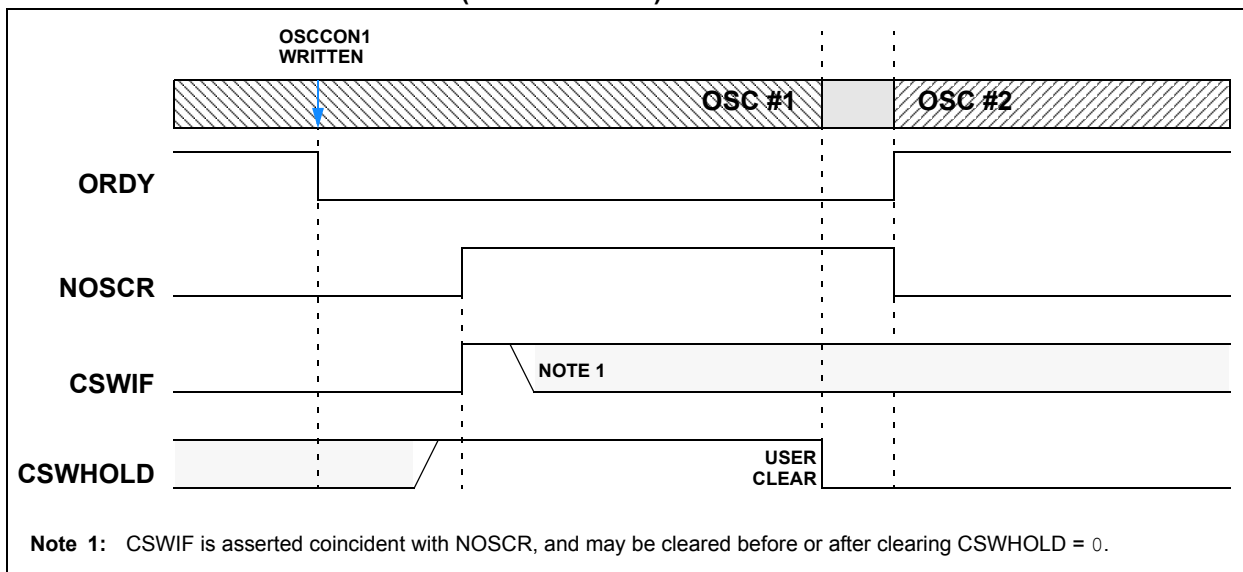 OSCCON1
WRITTEN
OSC #1
OSC #2
ORDY
NOSCR
CSWIF
NOTE 1
CSWHOLD
USER
CLEAR
Note 1: CSWIF is asserted coincident with NOSCR, and may be cleared before or after clearing CSWHOLD = 0.